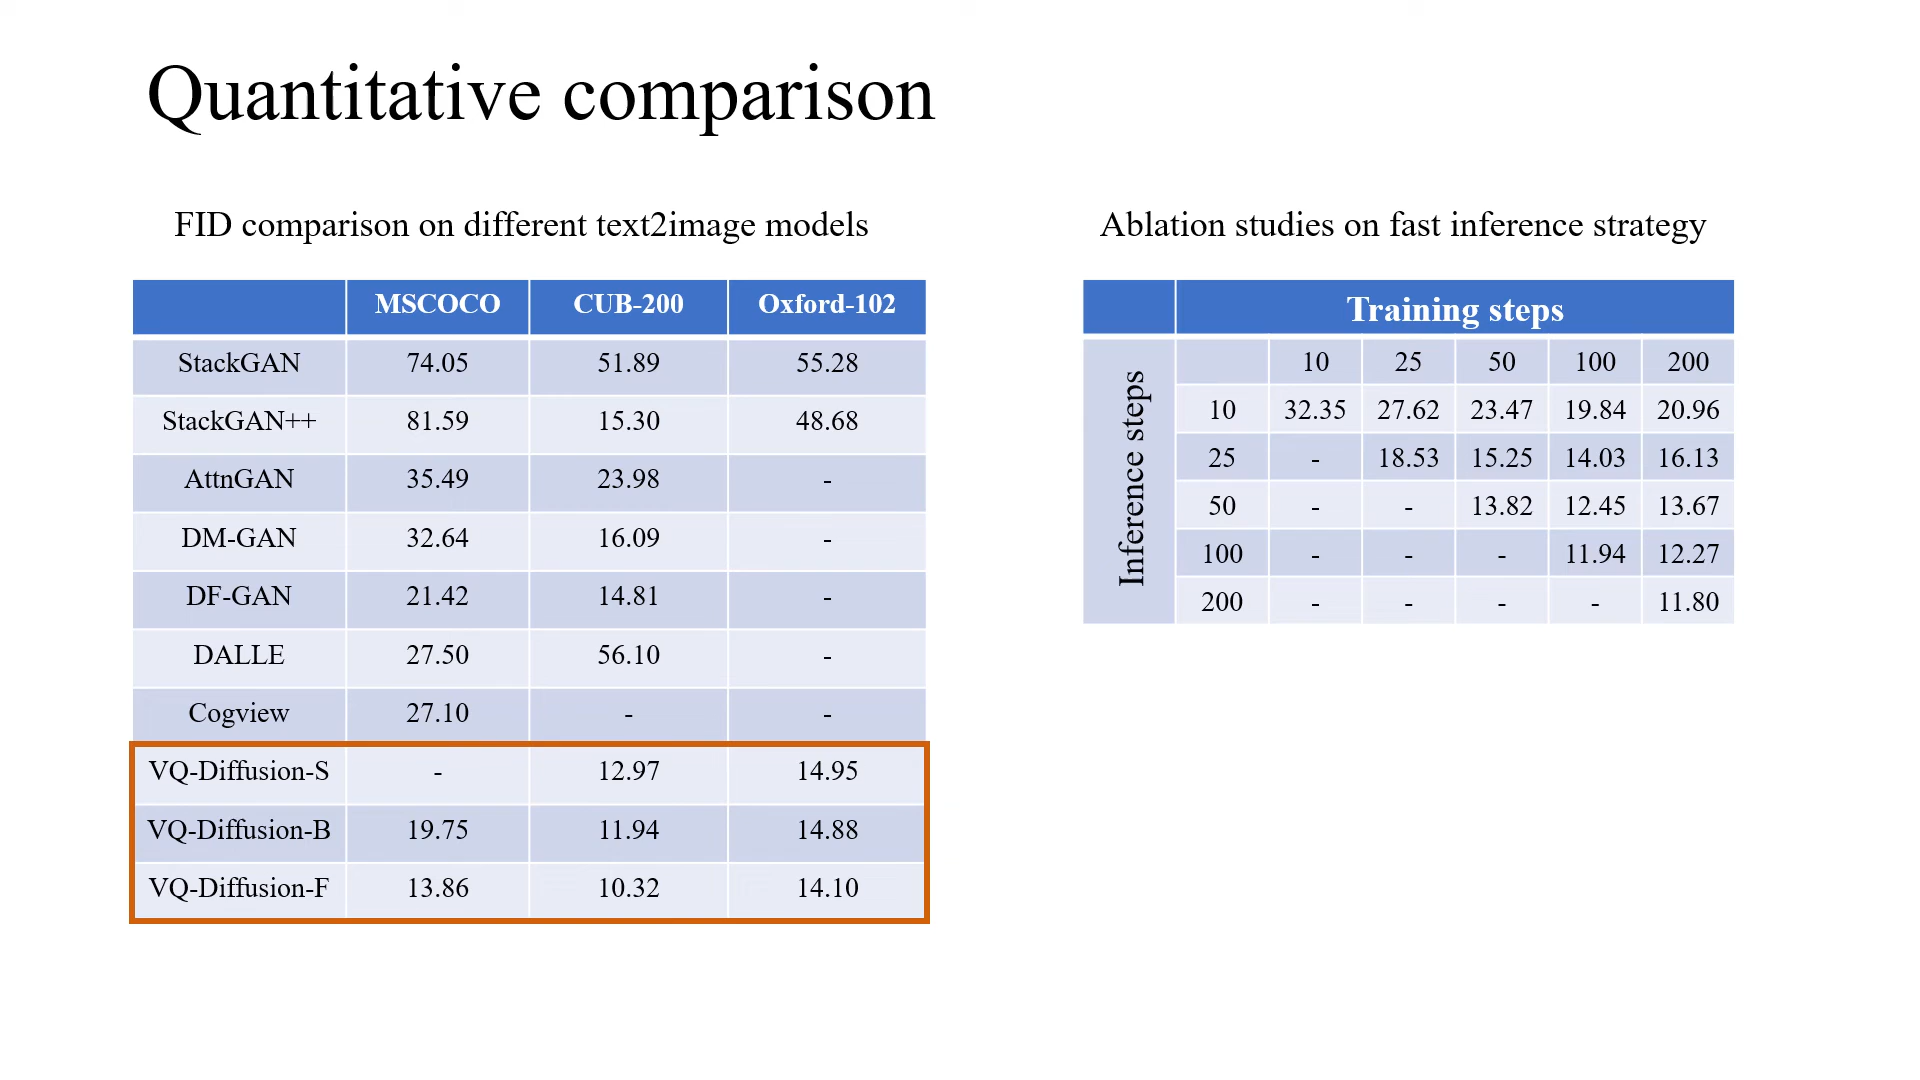 Quantitative comparison
FID comparison on different text2image models
MSCOCO CUB-200 Oxford-102
StackGAN 74.05 51.89 55.28
StackGAN++ 81.59 15.30 48.68
AttnGAN 35.49 23.98 -
DM-GAN 32.64 16.09 -
DF-GAN 21.42 14.81 -
DALLE 27.50 56.10 -
Cogview 27.10 - -
VQ-Diffusion-S - 12.97 14.95
VQ-Diffusion-B 19.75 11.94 14.88
VQ-Diffusion-F 13.86 10.32 14.10
Ablation studies on fast inference strategy
Training steps
Inference steps
10 25 50 100 200
10 32.35 27.62 23.47 19.84 20.96
25 - 18.53 15.25 14.03 16.13
50 - - 13.82 12.45 13.67
100 - - - 11.94 12.27
200 - - - - 11.80